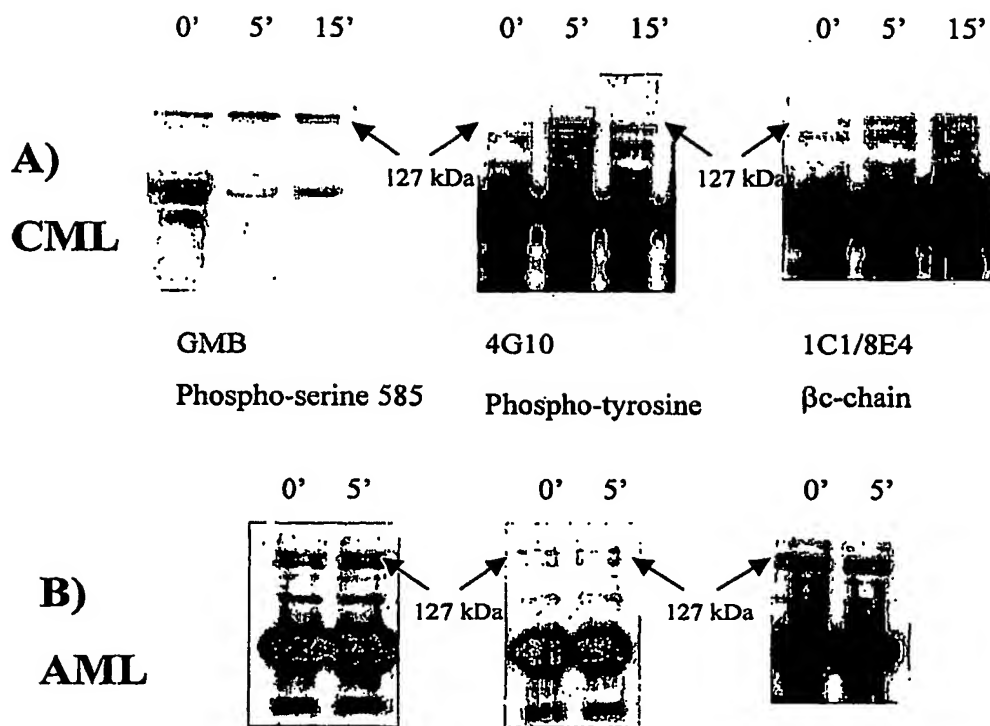 0' 5' 15' 0' 5' 15' 0' 5' 15'
A)
CML
127 kDa 127 kDa
GMB 4G10 1C1/8E4
Phospho-serine 585 Phospho-tyrosine βc-chain
0' 5' 0' 5' 0' 5'
B)
AML
127 kDa 127 kDa